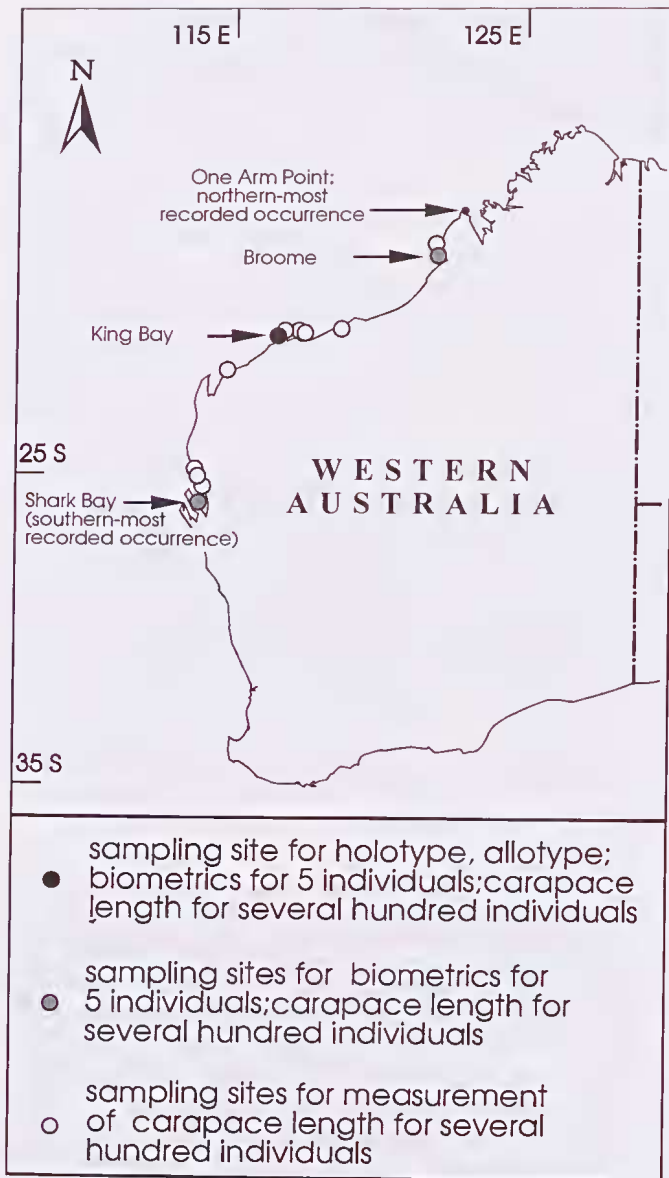 115 E
125 E
N
One Arm Point:
northern-most
recorded occurrence
Broome
King Bay
25 S
WESTERN
AUSTRALIA
Shark Bay
(southern-most
recorded occurrence)
35 S
sampling site for holotype, allotype;
biometrics for 5 individuals;carapace
length for several hundred individuals
sampling sites for biometrics for
5 individuals;carapace length for
several hundred individuals
sampling sites for measurement
of carapace length for several
hundred individuals